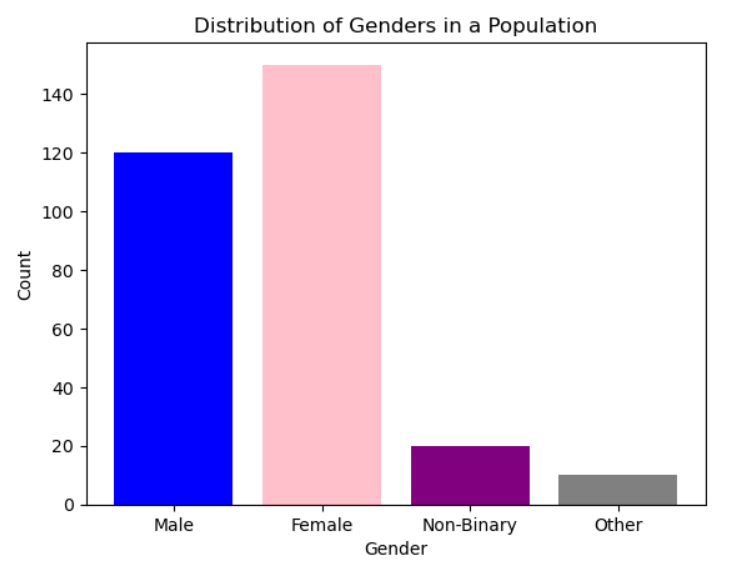 Distribution of Genders in a Population
Count
140
120
100
80
60
40
20
0
Male Female Non-Binary Other
Gender